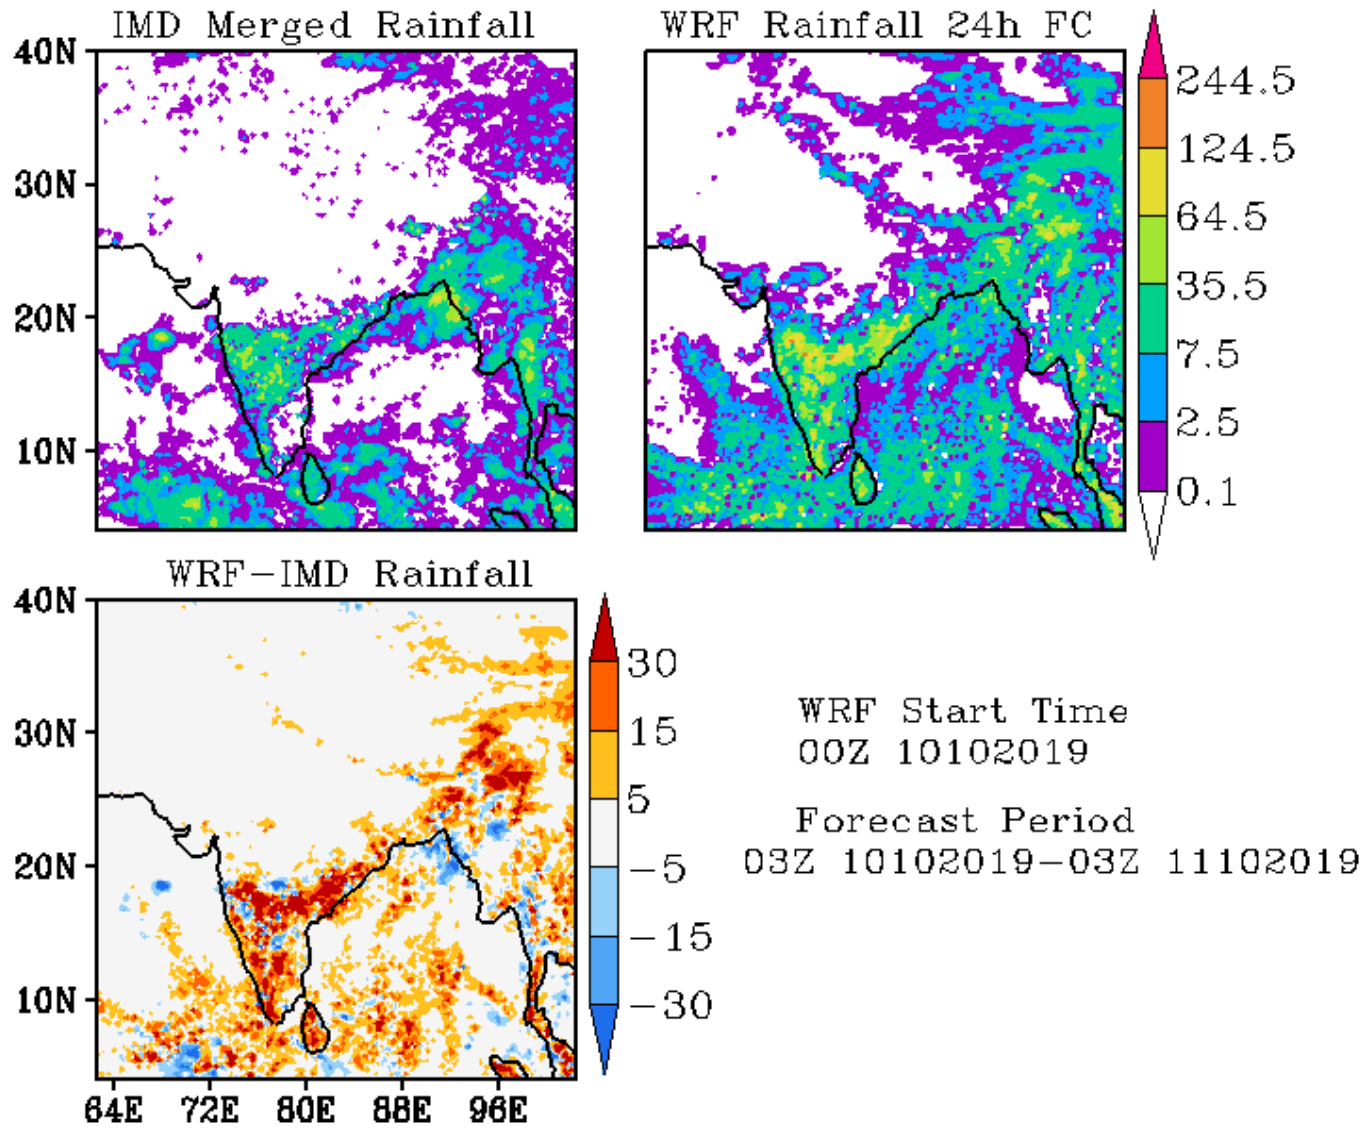 IMD Merged Rainfall
WRF Rainfall 24h FC
40N
30N
20N
10N
244.5
124.5
64.5
35.5
7.5
2.5
0.1
WRF-IMD Rainfall
40N
30N
20N
10N
64E 72E 80E 88E 96E
30
15
5
-5
-15
-30
WRF Start Time
00Z 10102019
Forecast Period
03Z 10102019-03Z 11102019